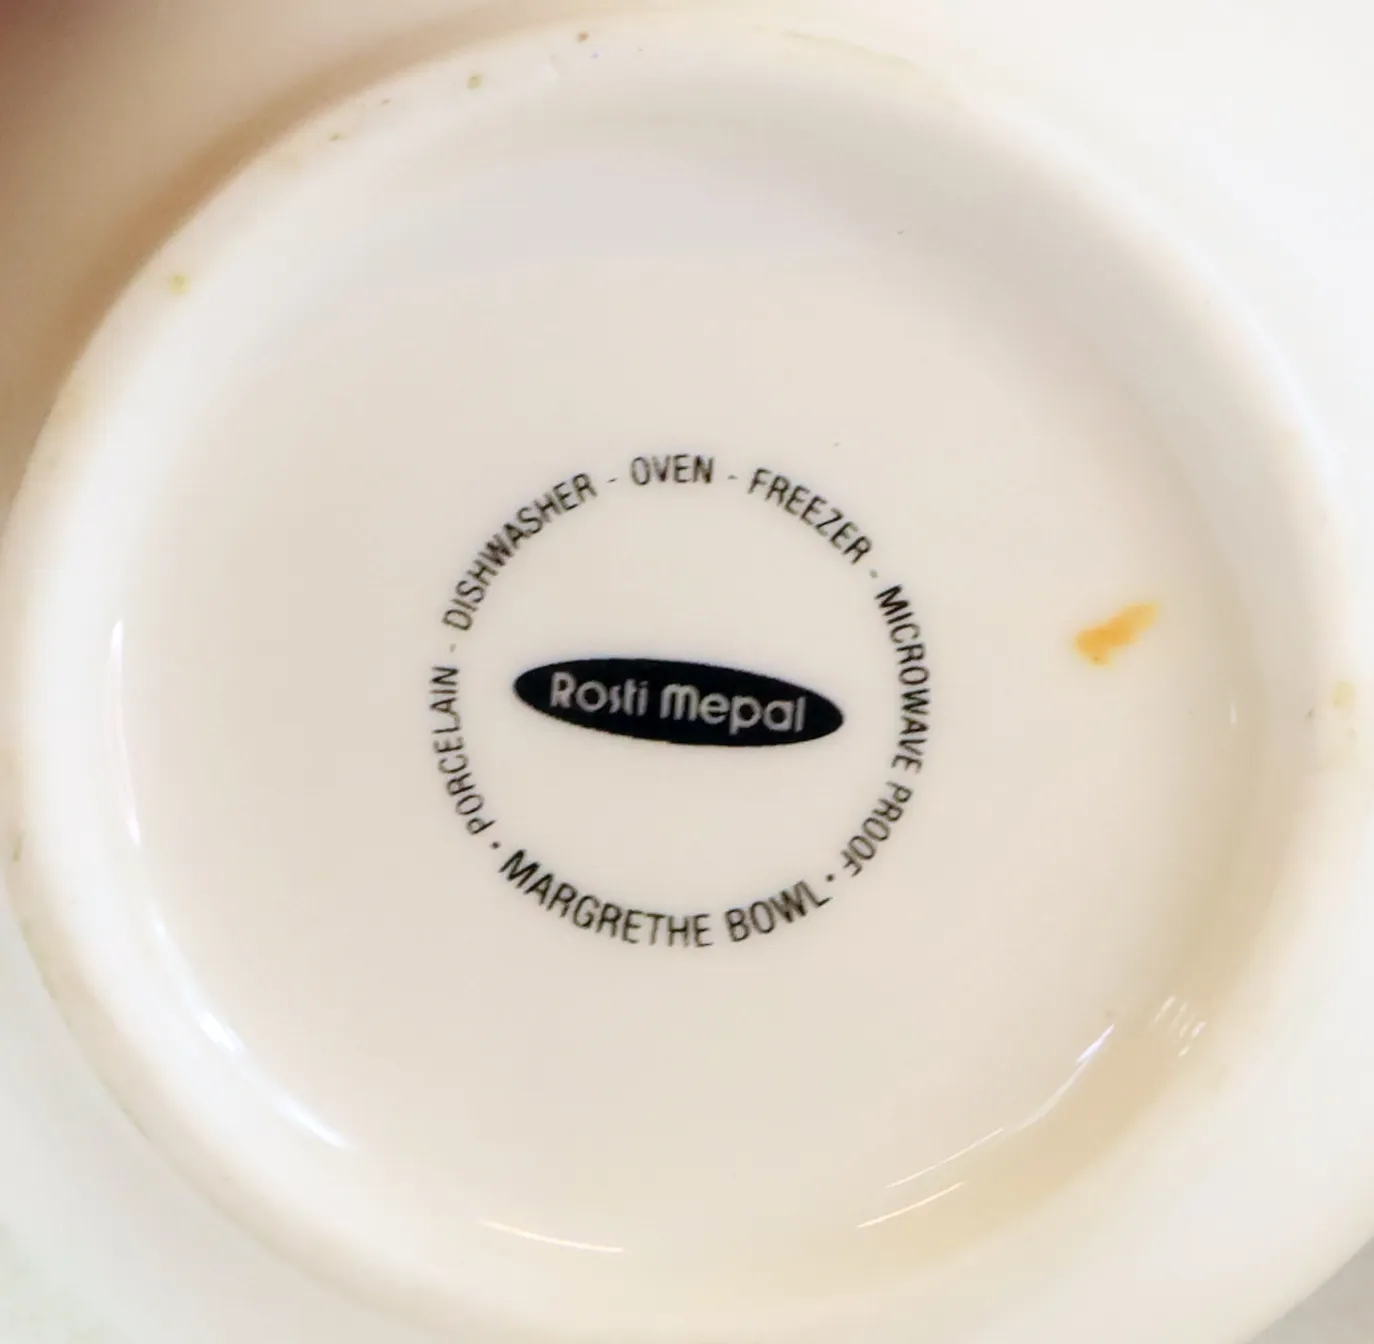 PORCELAIN - DISHWASHER - OVEN - FREEZER - MICROWAVE PROOF
Rosti Mepal
• MARGRETHE BOWL •